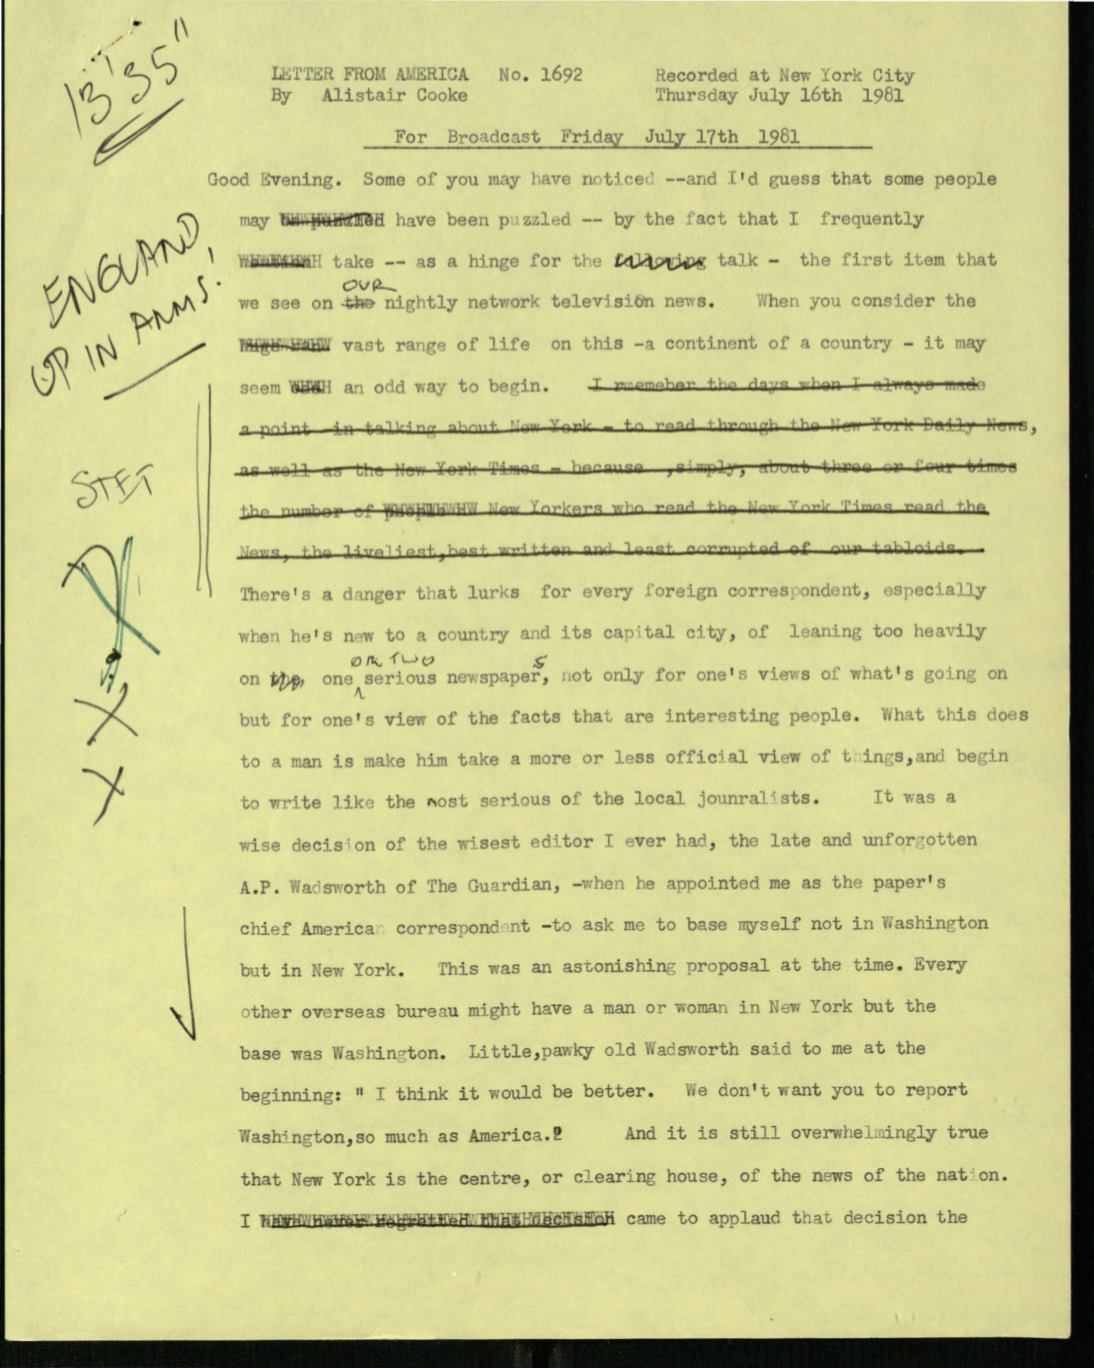 13'35"
LETTER FROM AMERICA No. 1692 Recorded at New York City
By Alistair Cooke Thursday July 16th 1981
For Broadcast Friday July 17th 1981
Good Evening. Some of you may have noticed --and I'd guess that some people
may be puzzled have been puzzled -- by the fact that I frequently
take -- as a hinge for the following talk - the first item that
OUR
we see on the nightly network television news. When you consider the
ENGLAND,
UP IN ARMS.
vast range of life on this -a continent of a country - it may
seem an odd way to begin. I rmemeber the days when I always made
a point -in talking about New York - to read through the New York Daily News,
as well as the New York Times - because ,simply, about three or four times
STET
the number of people New Yorkers who read the New York Times read the
News, the liveliest,best written and least corrupted of our tabloids.
There's a danger that lurks for every foreign correspondent, especially
when he's new to a country and its capital city, of leaning too heavily
OR TWO S
on the, one serious newspaper, not only for one's views of what's going on
but for one's view of the facts that are interesting people. What this does
to a man is make him take a more or less official view of things,and begin
to write like the most serious of the local jounralists. It was a
wise decision of the wisest editor I ever had, the late and unforgotten
A.P. Wadsworth of The Guardian, -when he appointed me as the paper's
chief American correspondent -to ask me to base myself not in Washington
but in New York. This was an astonishing proposal at the time. Every
other overseas bureau might have a man or woman in New York but the
base was Washington. Little,pawky old Wadsworth said to me at the
beginning: " I think it would be better. We don't want you to report
Washington,so much as America." And it is still overwhelmingly true
that New York is the centre, or clearing house, of the news of the nation.
I have never regretted that decision came to applaud that decision the